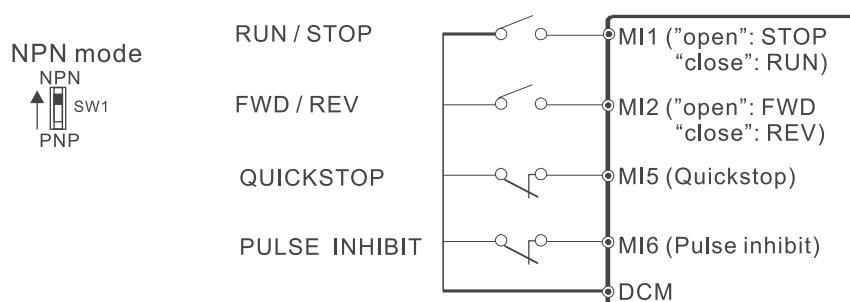 NPN mode
NPN
SW1
PNP
RUN / STOP
MI1 ("open": STOP
"close": RUN)
FWD / REV
MI2 ("open": FWD
"close": REV)
QUICKSTOP
MI5 (Quickstop)
PULSE INHIBIT
MI6 (Pulse inhibit)
DCM